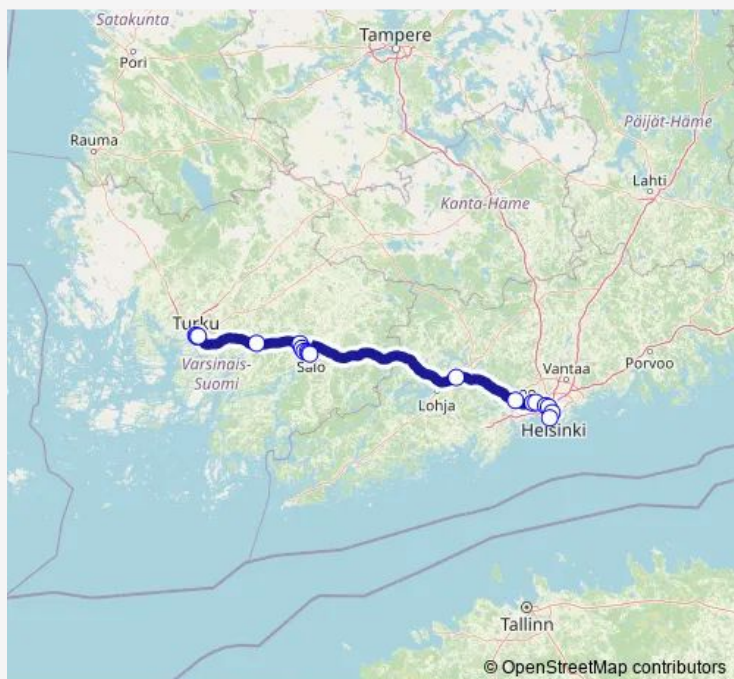 Satakunta
Tampere
Pori
Päijät-Häme
Rauma
Lahti
Kanta-Häme
Turku
Varsinais-
Suomi
Salo
Vantaa
Porvoo
Lohja
Helsinki
Tallinn
© OpenStreetMap contributors